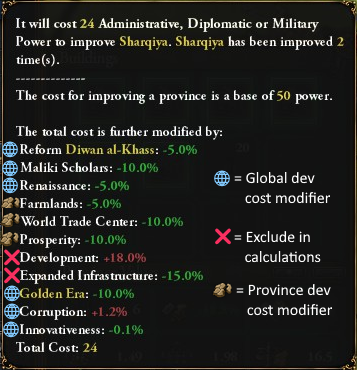 It will cost 24 Administrative, Diplomatic or Military
Power to improve Sharqiya. Sharqiya has been improved 2
time(s).
--------------
The cost for improving a province is a base of 50 power.
The total cost is further modified by:
Reform Diwan al-Khass: -5.0%
Maliki Scholars: -10.0%
Renaissance: -5.0%
Farmlands: -5.0%
World Trade Center: -10.0%
Prosperity: -10.0%
Development: +18.0%
Expanded Infrastructure: -15.0%
Golden Era: -10.0%
Corruption: +1.2%
Innovativeness: -0.1%
Total Cost: 24
= Global dev
cost modifier
= Exclude in
calculations
= Province dev
cost modifier